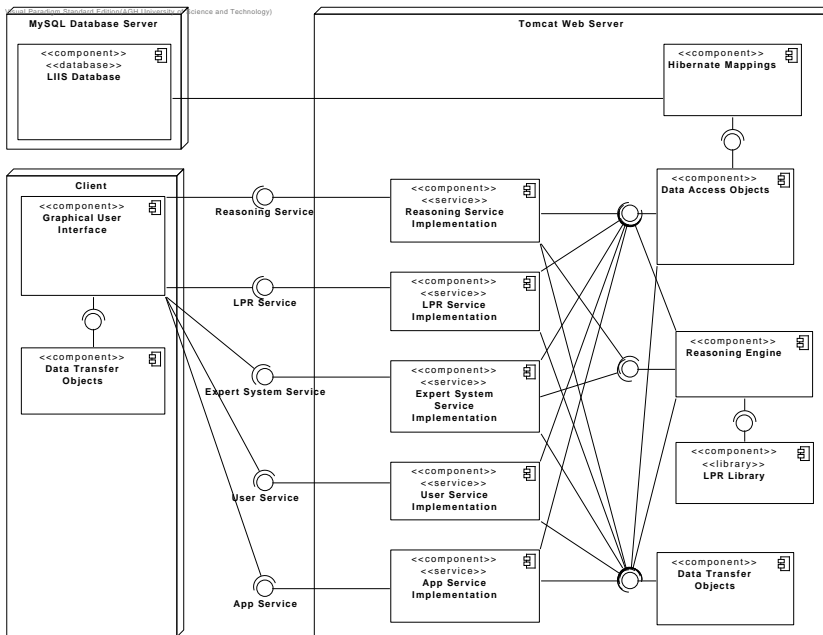 Visual Paradigm Standard Edition(AGH University of Science and Technology)
MySQL Database Server
<<component>>
<<database>>
LIIS Database
Tomcat Web Server
<<component>>
Hibernate Mappings
Client
<<component>>
Graphical User
Interface
<<component>>
Data Transfer
Objects
Reasoning Service
LPR Service
Expert System Service
User Service
App Service
<<component>>
<<service>>
Reasoning Service
Implementation
<<component>>
<<service>>
LPR Service
Implementation
<<component>>
<<service>>
Expert System
Service
Implementation
<<component>>
<<service>>
User Service
Implementation
<<component>>
<<service>>
App Service
Implementation
<<component>>
Data Access Objects
<<component>>
Reasoning Engine
<<component>>
<<library>>
LPR Library
<<component>>
Data Transfer
Objects